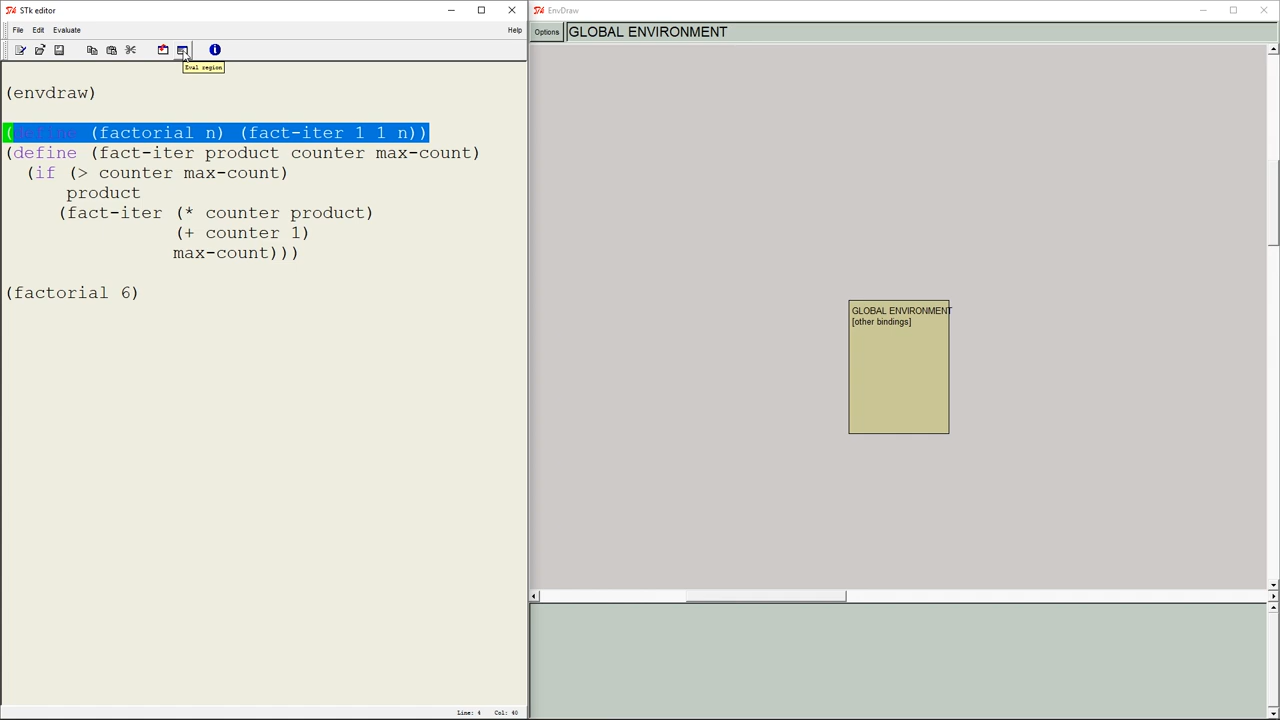 STk editor
File Edit Evaluate Help
Eval region
(envdraw)
(define (factorial n) (fact-iter 1 1 n))
(define (fact-iter product counter max-count)
(if (> counter max-count)
product
(fact-iter (* counter product)
(+ counter 1)
max-count)))
(factorial 6)
Line: 4 Col: 40
EnvDraw
Options GLOBAL ENVIRONMENT
GLOBAL ENVIRONMENT
[other bindings]